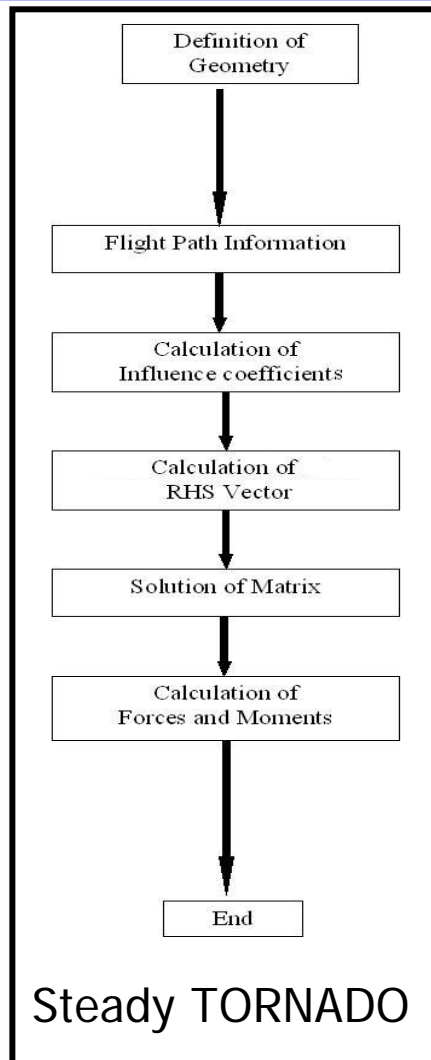 Definition of
Geometry
Flight Path Information
Calculation of
Influence coefficients
Calculation of
RHS Vector
Solution of Matrix
Calculation of
Forces and Moments
End
Steady TORNADO